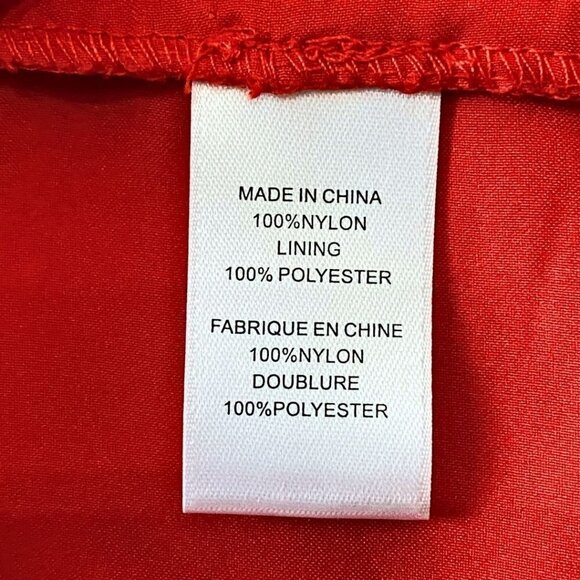 MADE IN CHINA
100%NYLON
LINING
100% POLYESTER
FABRIQUE EN CHINE
100%NYLON
DOUBLURE
100%POLYESTER